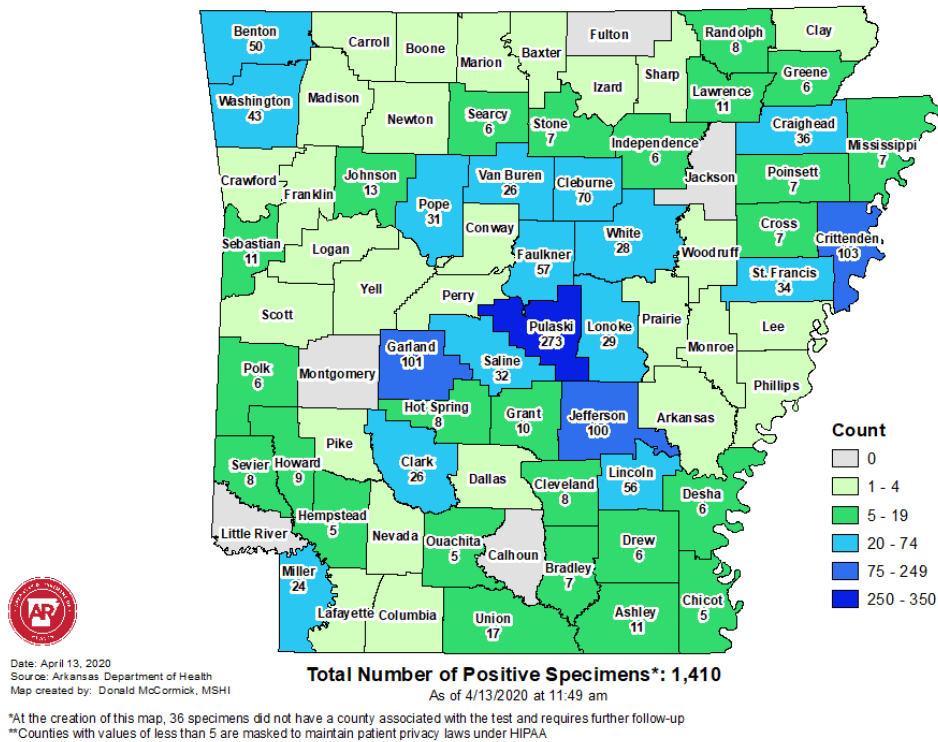 Benton
50
Carroll
Boone
Marion
Baxter
Fulton
Randolph
8
Clay
Washington
43
Madison
Newton
Searcy
6
Stone
7
Izard
Sharp
Lawrence
11
Greene
6
Independence
6
Jackson
Craighead
36
Mississippi
7
Crawford
Franklin
Johnson
13
Pope
31
Van Buren
26
Cleburne
70
Poinsett
7
Sebastian
11
Logan
Conway
Faulkner
57
White
28
Woodruff
Cross
7
Crittenden
103
St. Francis
34
Scott
Yell
Perry
Pulaski
273
Lonoke
29
Prairie
Monroe
Lee
Phillips
Polk
6
Montgomery
Garland
101
Saline
32
Hot Spring
8
Grant
10
Jefferson
100
Arkansas
Sevier
8
Howard
9
Pike
Clark
26
Dallas
Cleveland
8
Lincoln
56
Desha
6
Little River
Hempstead
5
Nevada
Ouachita
5
Calhoun
Bradley
7
Drew
6
Miller
24
Lafayette
Columbia
Union
17
Ashley
11
Chicot
5
Count
0
1 - 4
5 - 19
20 - 74
75 - 249
250 - 350
AR
Date: April 13, 2020
Source: Arkansas Department of Health
Map created by: Donald McCormick, MSHI
Total Number of Positive Specimens*: 1,410
As of 4/13/2020 at 11:49 am
*At the creation of this map, 36 specimens did not have a county associated with the test and requires further follow-up
**Counties with values of less than 5 are masked to maintain patient privacy laws under HIPAA